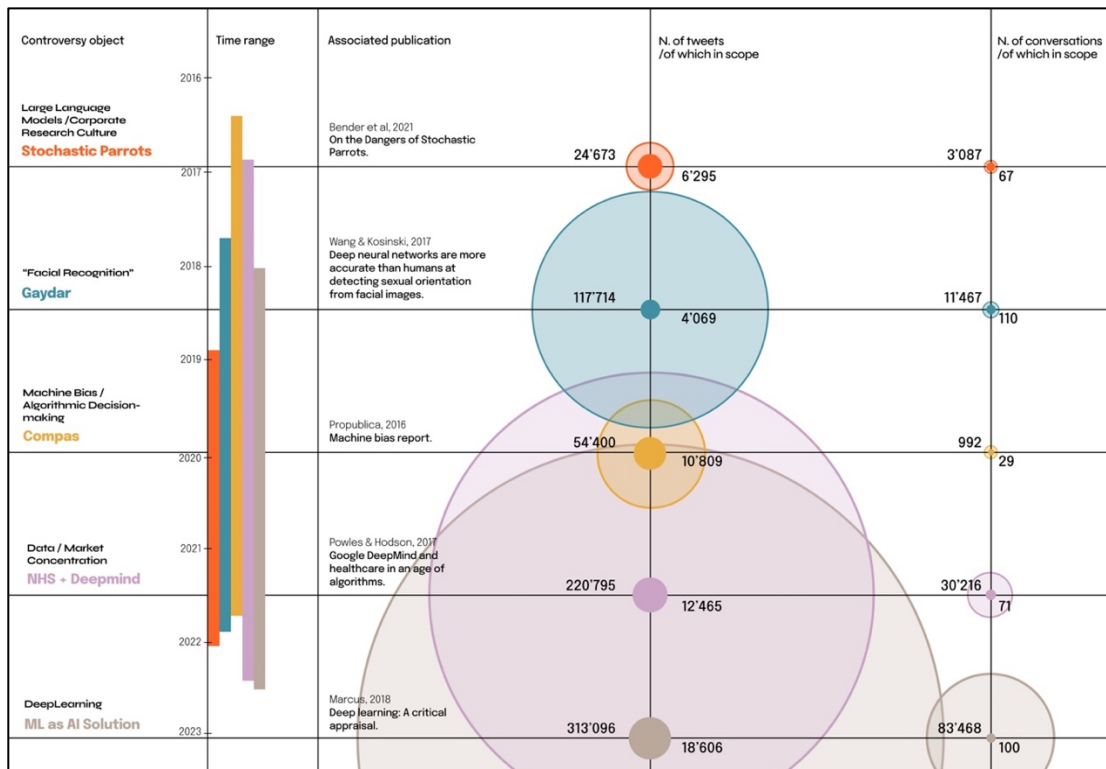 Controversy object
Time range
Associated publication
N. of tweets
/of which in scope
N. of conversations
/of which in scope
2016
2017
2018
2019
2020
2021
2022
2023
Large Language
Models /Corporate
Research Culture
Stochastic Parrots
Bender et al, 2021
On the Dangers of Stochastic
Parrots.
24'673
6'295
3'087
67
"Facial Recognition"
Gaydar
Wang & Kosinski, 2017
Deep neural networks are more
accurate than humans at
detecting sexual orientation
from facial images.
117'714
4'069
11'467
110
Machine Bias /
Algorithmic Decision-
making
Compas
Propublica, 2016
Machine bias report.
54'400
10'809
992
29
Data / Market
Concentration
NHS + Deepmind
Powles & Hodson, 2017
Google DeepMind and
healthcare in an age of
algorithms.
220'795
12'465
30'216
71
DeepLearning
ML as AI Solution
Marcus, 2018
Deep learning: A critical
appraisal.
313'096
18'606
83'468
100